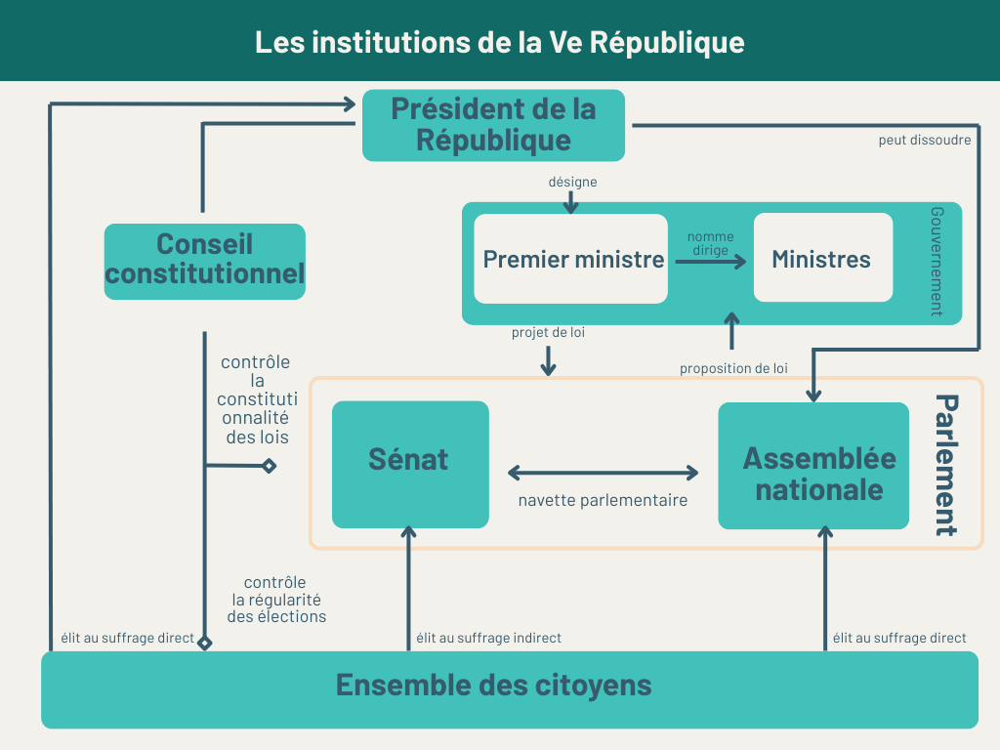 Les institutions de la Ve République
Président de la
République
peut dissoudre
désigne
Gouvernement
nomme
dirige
Premier ministre
Ministres
Conseil
constitutionnel
projet de loi
proposition de loi
contrôle
la
constituti
onnalité
des lois
Parlement
Sénat
Assemblée
nationale
navette parlementaire
contrôle
la régularité
des élections
élit au suffrage direct
élit au suffrage indirect
élit au suffrage direct
Ensemble des citoyens